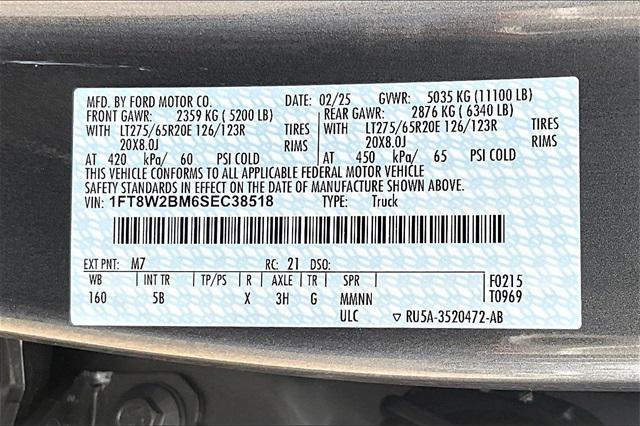 MFD. BY FORD MOTOR CO. DATE: 02/25 GVWR: 5035 KG (11100 LB)
FRONT GAWR: 2359 KG (5200 LB) REAR GAWR: 2876 KG (6340 LB)
WITH LT275/65R20E 126/123R TIRES WITH LT275/65R20E 126/123R TIRES
20X8.0J RIMS 20X8.0J RIMS
AT 420 kPa/ 60 PSI COLD AT 450 kPa/ 65 PSI COLD
THIS VEHICLE CONFORMS TO ALL APPLICABLE FEDERAL MOTOR VEHICLE
SAFETY STANDARDS IN EFFECT ON THE DATE OF MANUFACTURE SHOWN ABOVE.
VIN: 1FT8W2BM6SEC38518 TYPE: Truck
EXT PNT: M7 RC: 21 DSO:
WB INT TR TP/PS R AXLE TR SPR F0215
160 5B X 3H G MMNN T0969
ULC ▽ RU5A-3520472-AB